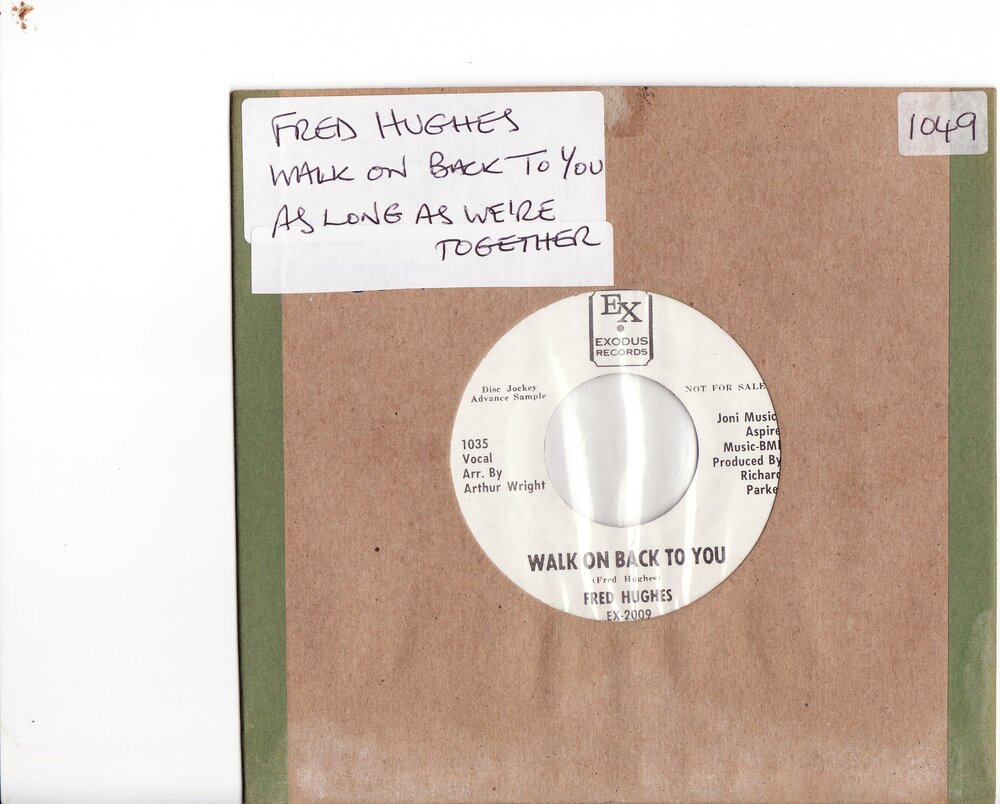 FRED HUGHES
WALK ON BACK TO YOU
AS LONG AS WE'RE
TOGETHER
1049
EX
EXODUS
RECORDS
Disc Jockey
Advance Sample
NOT FOR SALE
1035
Vocal
Arr. By
Arthur Wright
Joni Music
Aspire
Music-BMI
Produced By
Richard
Parke
WALK ON BACK TO YOU
(Fred Hughes)
FRED HUGHES
EX-2009